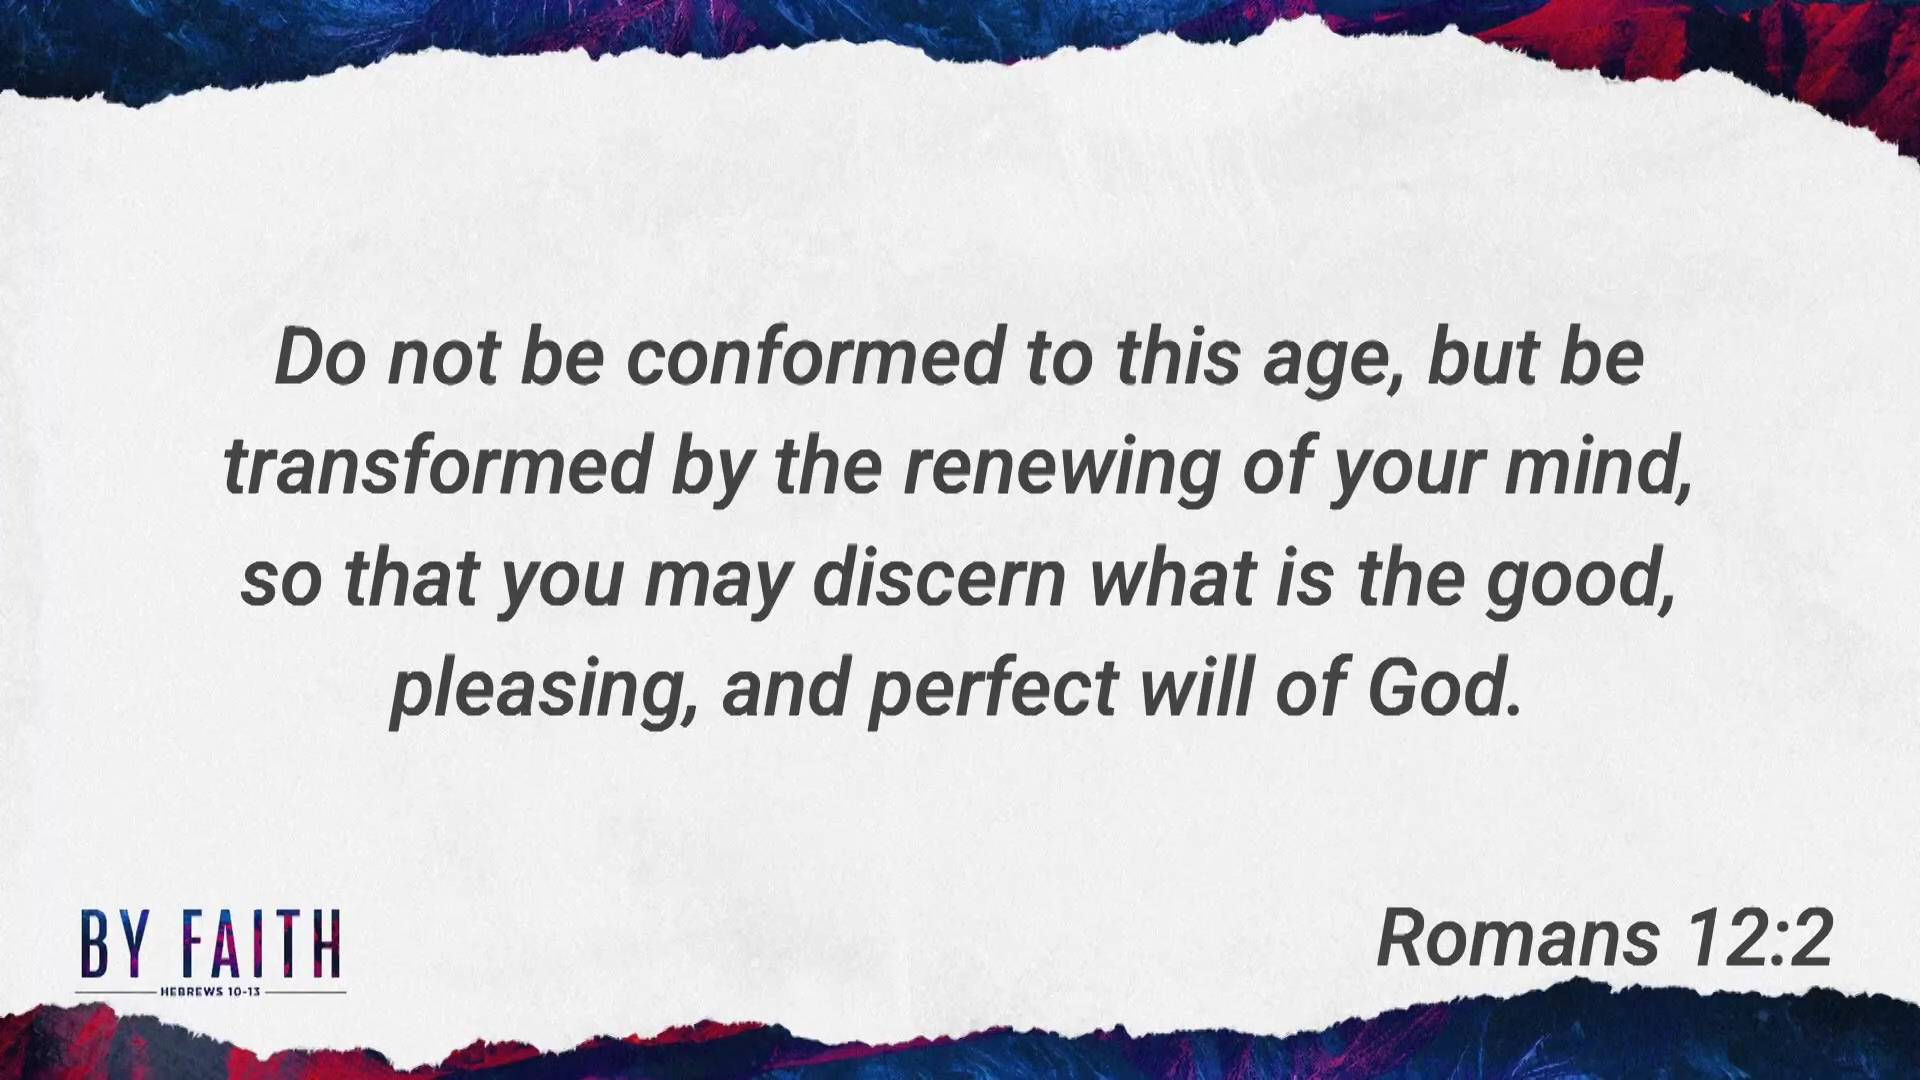 Do not be conformed to this age, but be
transformed by the renewing of your mind,
so that you may discern what is the good,
pleasing, and perfect will of God.
Romans 12:2
BY FAITH
HEBREWS 10-13